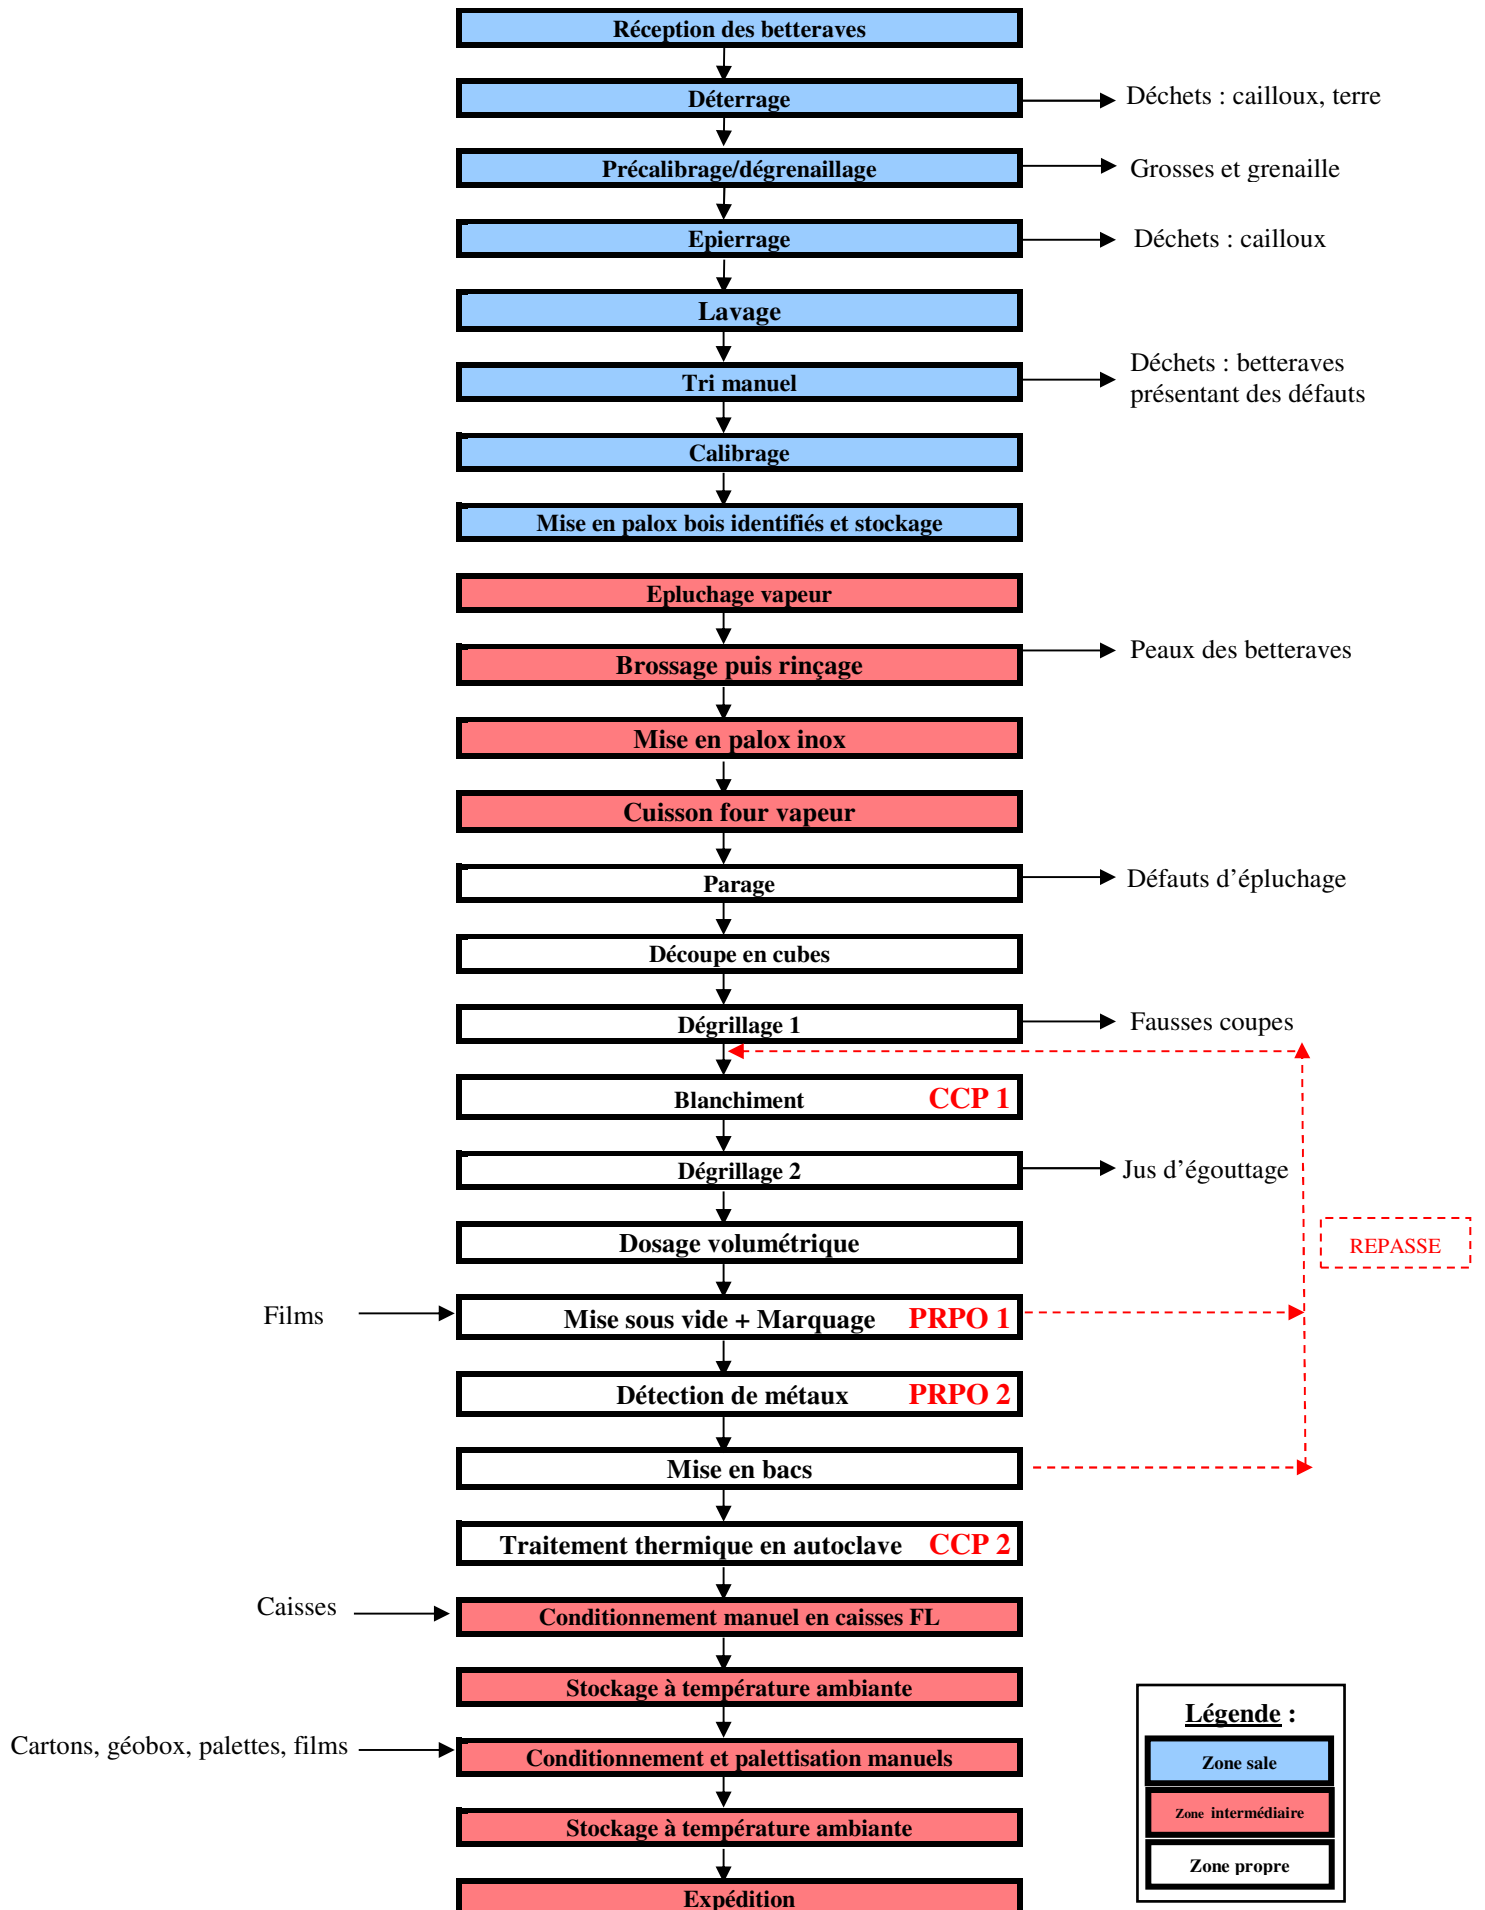 Réception des betteraves
Déterrage
Déchets : cailloux, terre
Précalibrage/dégrenaillage
Grosses et grenaille
Epierrage
Déchets : cailloux
Lavage
Tri manuel
Déchets : betteraves
présentant des défauts
Calibrage
Mise en palox bois identifiés et stockage
Epluchage vapeur
Brossage puis rinçage
Peaux des betteraves
Mise en palox inox
Cuisson four vapeur
Parage
Défauts d’épluchage
Découpe en cubes
Dégrillage 1
Fausses coupes
Blanchiment CCP 1
Dégrillage 2
Jus d’égouttage
Dosage volumétrique
REPASSE
Films
Mise sous vide + Marquage PRPO 1
Détection de métaux PRPO 2
Mise en bacs
Traitement thermique en autoclave CCP 2
Caisses
Conditionnement manuel en caisses FL
Stockage à température ambiante
Cartons, géobox, palettes, films
Conditionnement et palettisation manuels
Stockage à température ambiante
Expédition
Légende :
Zone sale
Zone intermédiaire
Zone propre